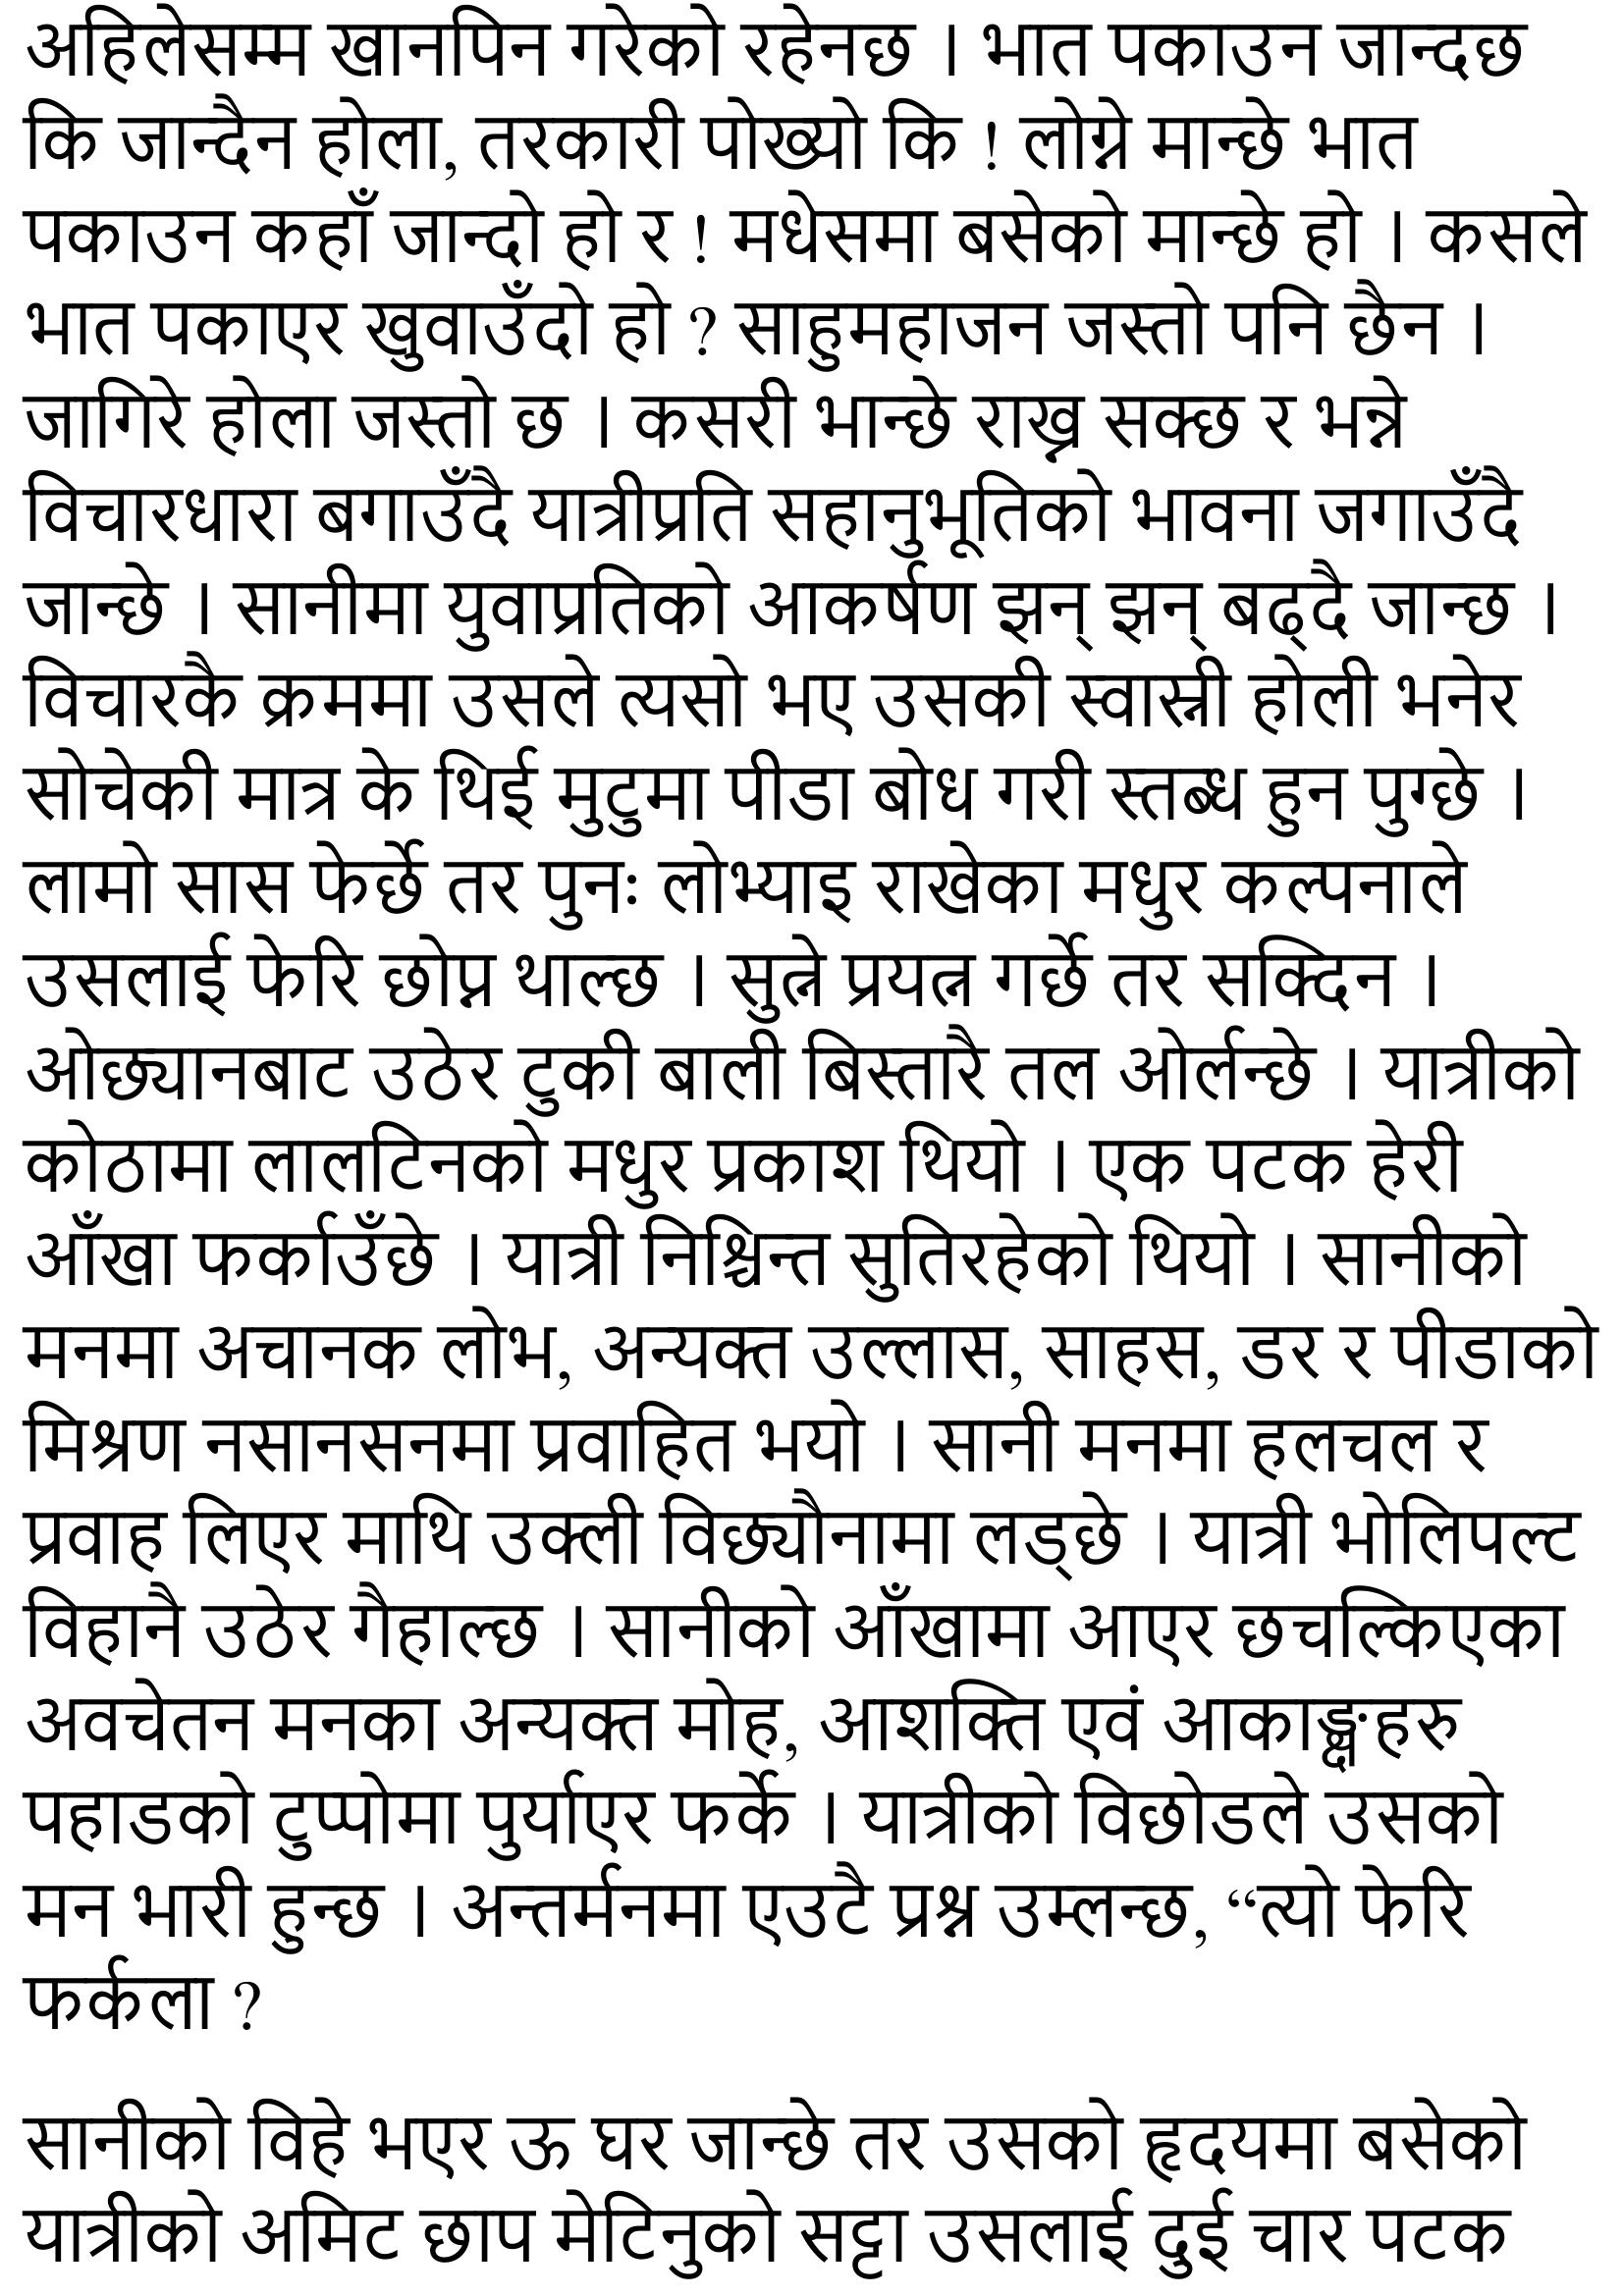 अहिलेसम्म खानपिन गरेको रहेनछ । भात पकाउन जान्दछ
कि जान्दैन होला, तरकारी पोख्यो कि ! लोग्ने मान्छे भात
पकाउन कहाँ जान्दो हो र ! मधेसमा बसेको मान्छे हो । कसले
भात पकाएर खुवाउँदो हो ? साहुमहाजन जस्तो पनि छैन ।
जागिरे होला जस्तो छ । कसरी भान्छे राख्न सक्छ र भन्ने
विचारधारा बगाउँदै यात्रीप्रति सहानुभूतिको भावना जगाउँदै
जान्छे । सानीमा युवाप्रतिको आकर्षण झन् झन् बढ्दै जान्छ ।
विचारकै क्रममा उसले त्यसो भए उसकी स्वास्नी होली भनेर
सोचेकी मात्र के थिई मुटुमा पीडा बोध गरी स्तब्ध हुन पुग्छे ।
लामो सास फेर्छे तर पुनः लोभ्याइ राखेका मधुर कल्पनाले
उसलाई फेरि छोप्न थाल्छ । सुत्ने प्रयत्न गर्छे तर सक्दिन ।
ओछ्यानबाट उठेर टुकी बाली बिस्तारै तल ओर्लन्छे । यात्रीको
कोठामा लालटिनको मधुर प्रकाश थियो । एक पटक हेरी
आँखा फर्काउँछे । यात्री निश्चिन्त सुतिरहेको थियो । सानीको
मनमा अचानक लोभ, अन्यक्त उल्लास, साहस, डर र पीडाको
मिश्रण नसानसनमा प्रवाहित भयो । सानी मनमा हलचल र
प्रवाह लिएर माथि उक्ली विछ्यौनामा लड्छे । यात्री भोलिपल्ट
विहानै उठेर गैहाल्छ । सानीको आँखामा आएर छचल्किएका
अवचेतन मनका अन्यक्त मोह, आशक्ति एवं आकाङ्क्षहरु
पहाडको टुप्पोमा पुर्याएर फर्के । यात्रीको विछोडले उसको
मन भारी हुन्छ । अन्तर्मनमा एउटै प्रश्न उम्लन्छ, “त्यो फेरि
फर्कला ?
सानीको विहे भएर ऊ घर जान्छे तर उसको हृदयमा बसेको
यात्रीको अमिट छाप मेटिनुको सट्टा उसलाई दुई चार पटक